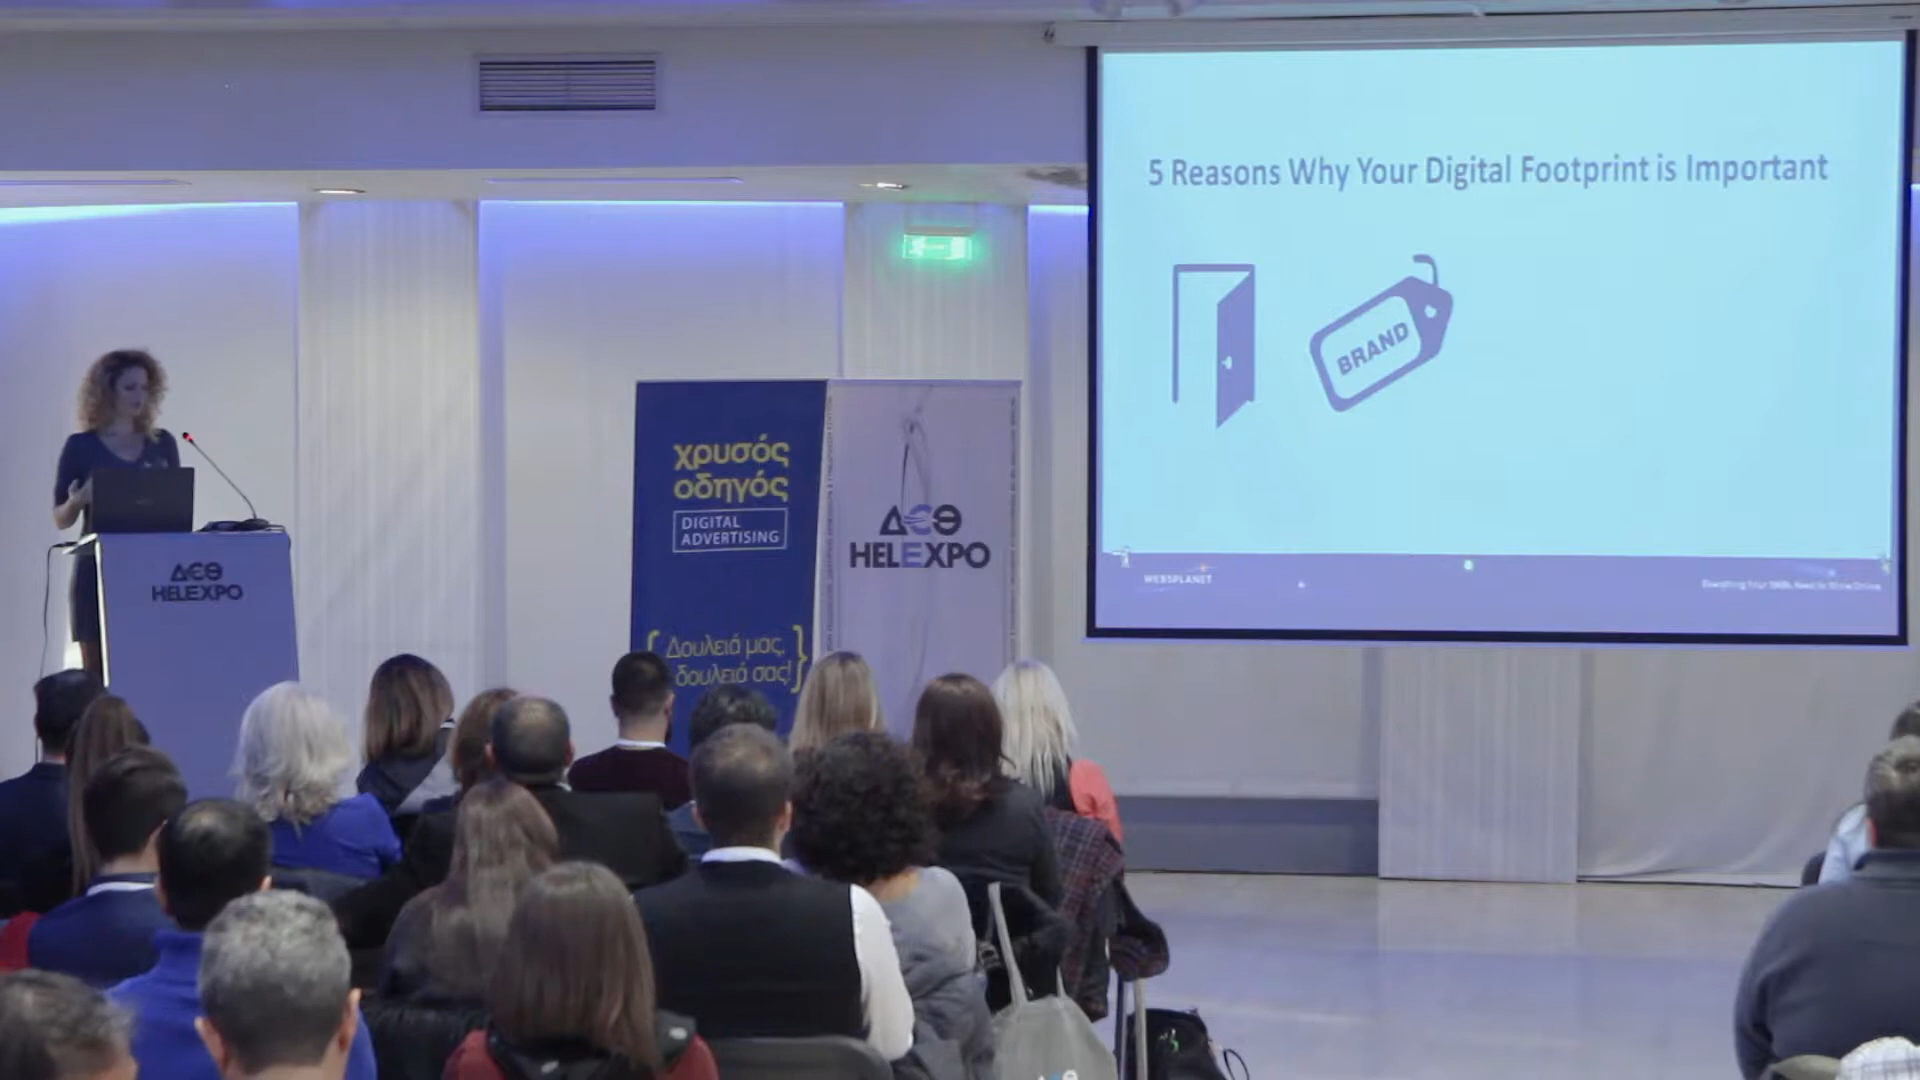 5 Reasons Why Your Digital Footprint is Important
BRAND
WEBSPLANET
χρυσός
οδηγός
DIGITAL
ADVERTISING
{ Δουλειά μας,
δουλειά σας! }
ΔΕΘ
HELEXPO
ΔΕΘ
HELEXPO